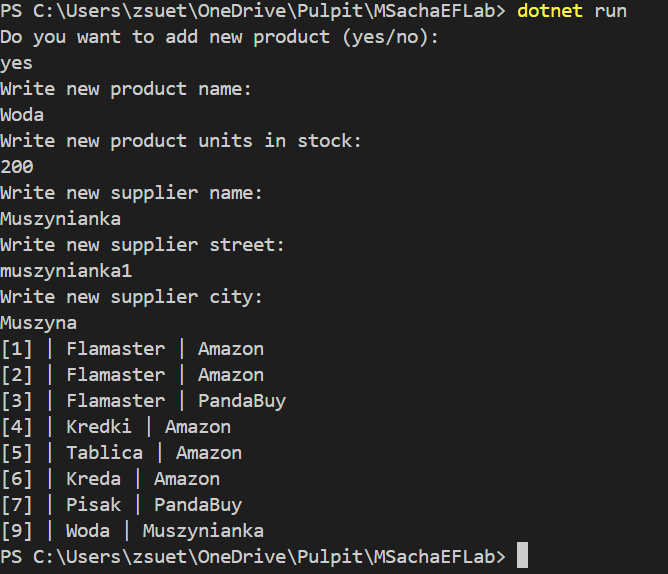 PS C:\Users\zsuet\OneDrive\Pulpit\MSachaEFLab> dotnet run
Do you want to add new product (yes/no):
yes
Write new product name:
Woda
Write new product units in stock:
200
Write new supplier name:
Muszynianka
Write new supplier street:
muszynianka1
Write new supplier city:
Muszyna
[1] | Flamaster | Amazon
[2] | Flamaster | Amazon
[3] | Flamaster | PandaBuy
[4] | Kredki | Amazon
[5] | Tablica | Amazon
[6] | Kreda | Amazon
[7] | Pisak | PandaBuy
[9] | Woda | Muszynianka
PS C:\Users\zsuet\OneDrive\Pulpit\MSachaEFLab>